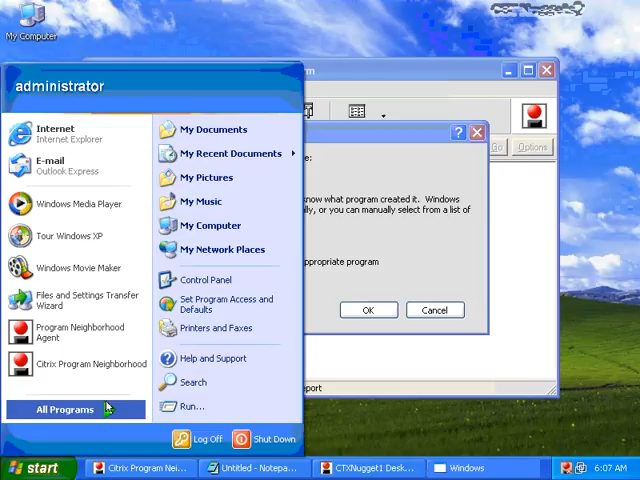 My Computer
administrator
m
Internet
Internet Explorer
E-mail
Outlook Express
Windows Media Player
Tour Windows XP
Windows Movie Maker
Files and Settings Transfer
Wizard
Program Neighborhood
Agent
Citrix Program Neighborhood
All Programs
My Documents
My Recent Documents
My Pictures
My Music
My Computer
My Network Places
Control Panel
Set Program Access and
Defaults
Printers and Faxes
Help and Support
Search
Run...
Log Off
Shut Down
Go
Options
e:
know what program created it. Windows
lly, or you can manually select from a list of
ppropriate program
OK
Cancel
port
start
Citrix Program Nei...
Untitled - Notepa...
CTXNugget1 Desk...
Windows
6:07 AM